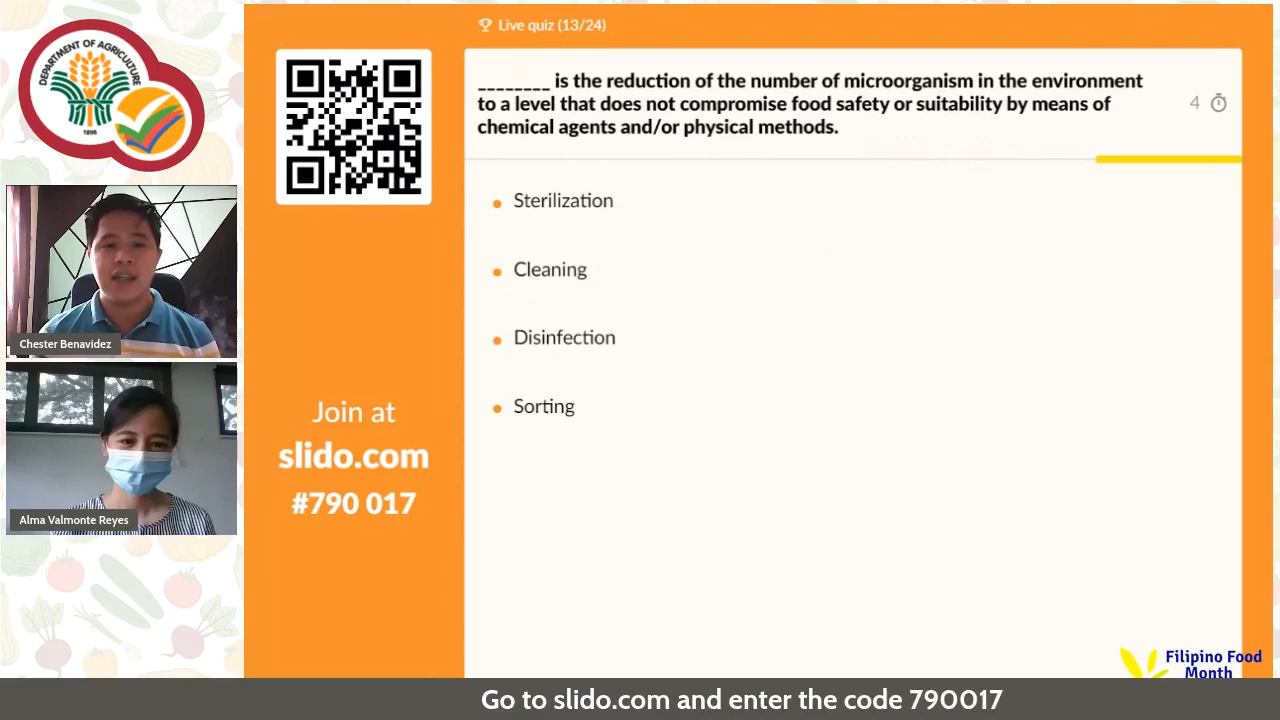 DEPARTMENT OF AGRICULTURE
1898
Chester Benavidez
Alma Valmonte Reyes
Join at
slido.com
#790 017
Live quiz (13/24)
________ is the reduction of the number of microorganism in the environment
to a level that does not compromise food safety or suitability by means of
chemical agents and/or physical methods.
4
Sterilization
Cleaning
Disinfection
Sorting
Filipino Food
Month
Go to slido.com and enter the code 790017